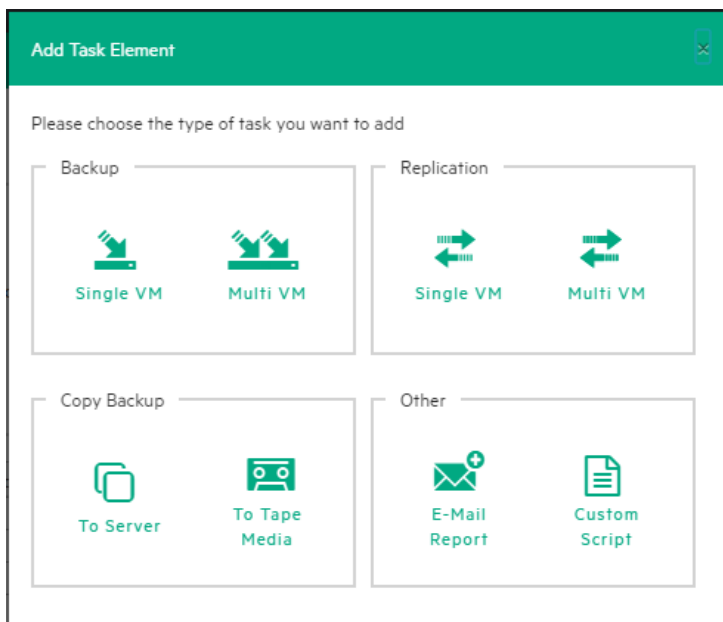 Add Task Element
Please choose the type of task you want to add
Backup
Single VM
Multi VM
Replication
Single VM
Multi VM
Copy Backup
To Server
To Tape
Media
Other
E-Mail
Report
Custom
Script